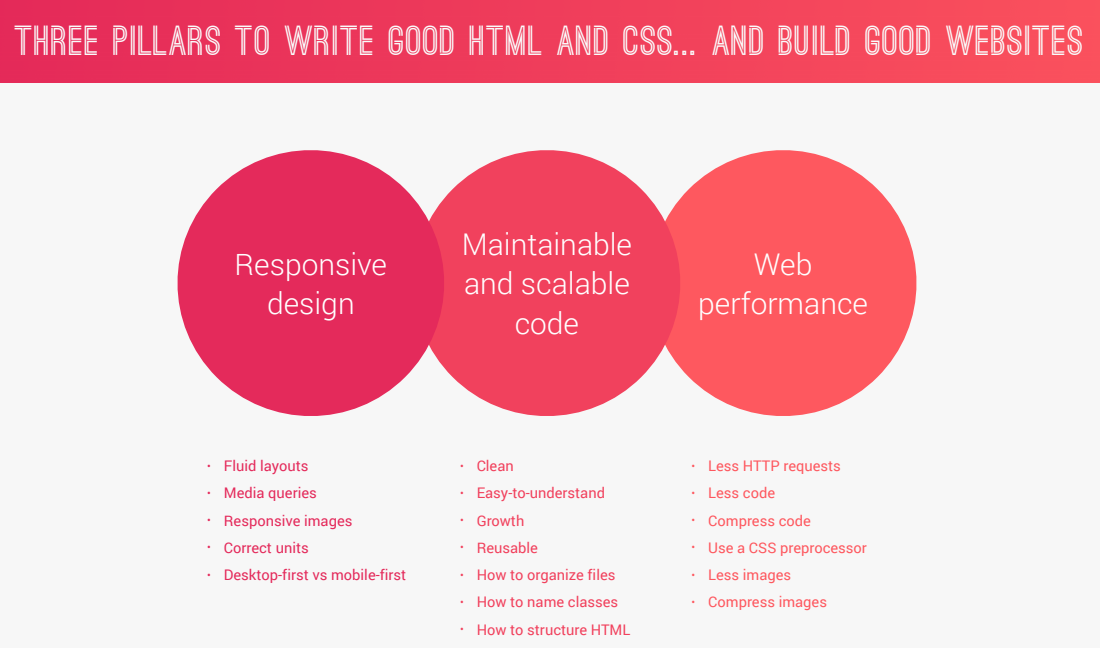 THREE PILLARS TO WRITE GOOD HTML AND CSS... AND BUILD GOOD WEBSITES
Responsive
design
Maintainable
and scalable
code
Web
performance
· Fluid layouts
· Media queries
· Responsive images
· Correct units
· Desktop-first vs mobile-first
· Clean
· Easy-to-understand
· Growth
· Reusable
· How to organize files
· How to name classes
· How to structure HTML
· Less HTTP requests
· Less code
· Compress code
· Use a CSS preprocessor
· Less images
· Compress images